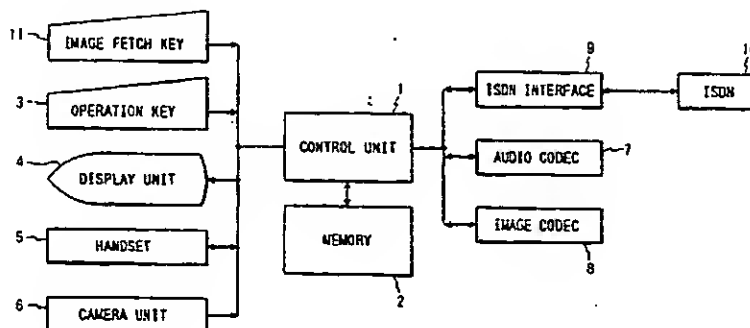 11
IMAGE FETCH KEY
3
OPERATION KEY
4
DISPLAY UNIT
5
HANDSET
6
CAMERA UNIT
1
CONTROL UNIT
MEMORY
2
9
ISDN INTERFACE
ISDN
AUDIO CODEC
7
IMAGE CODEC
8